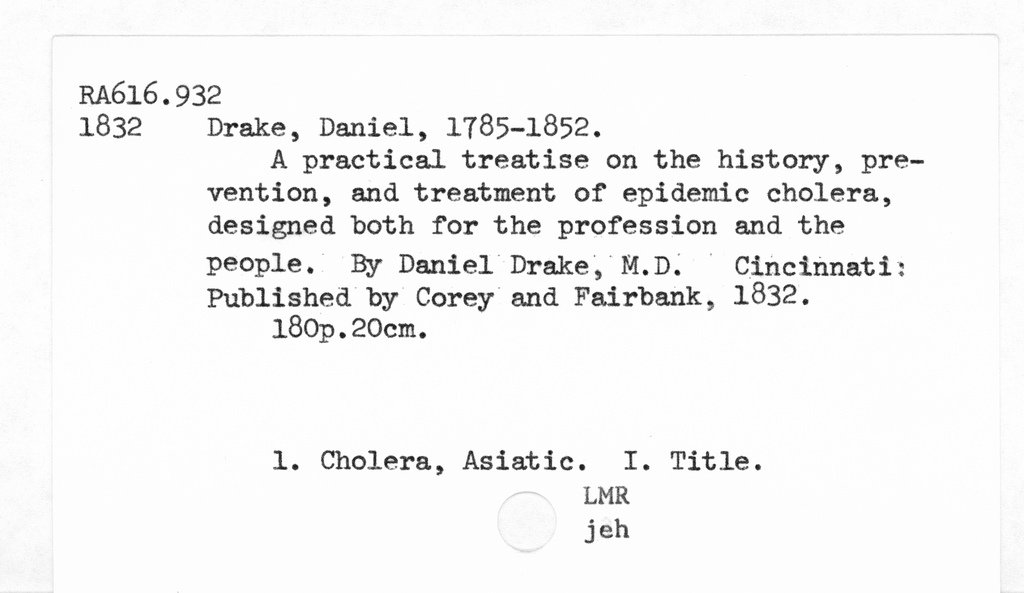 RA616.932
1832 Drake, Daniel, 1785-1852.
A practical treatise on the history, pre-
vention, and treatment of epidemic cholera,
designed both for the profession and the
people. By Daniel Drake, M.D. Cincinnati:
Published by Corey and Fairbank, 1832.
180p.20cm.
1. Cholera, Asiatic. I. Title.
LMR
jeh